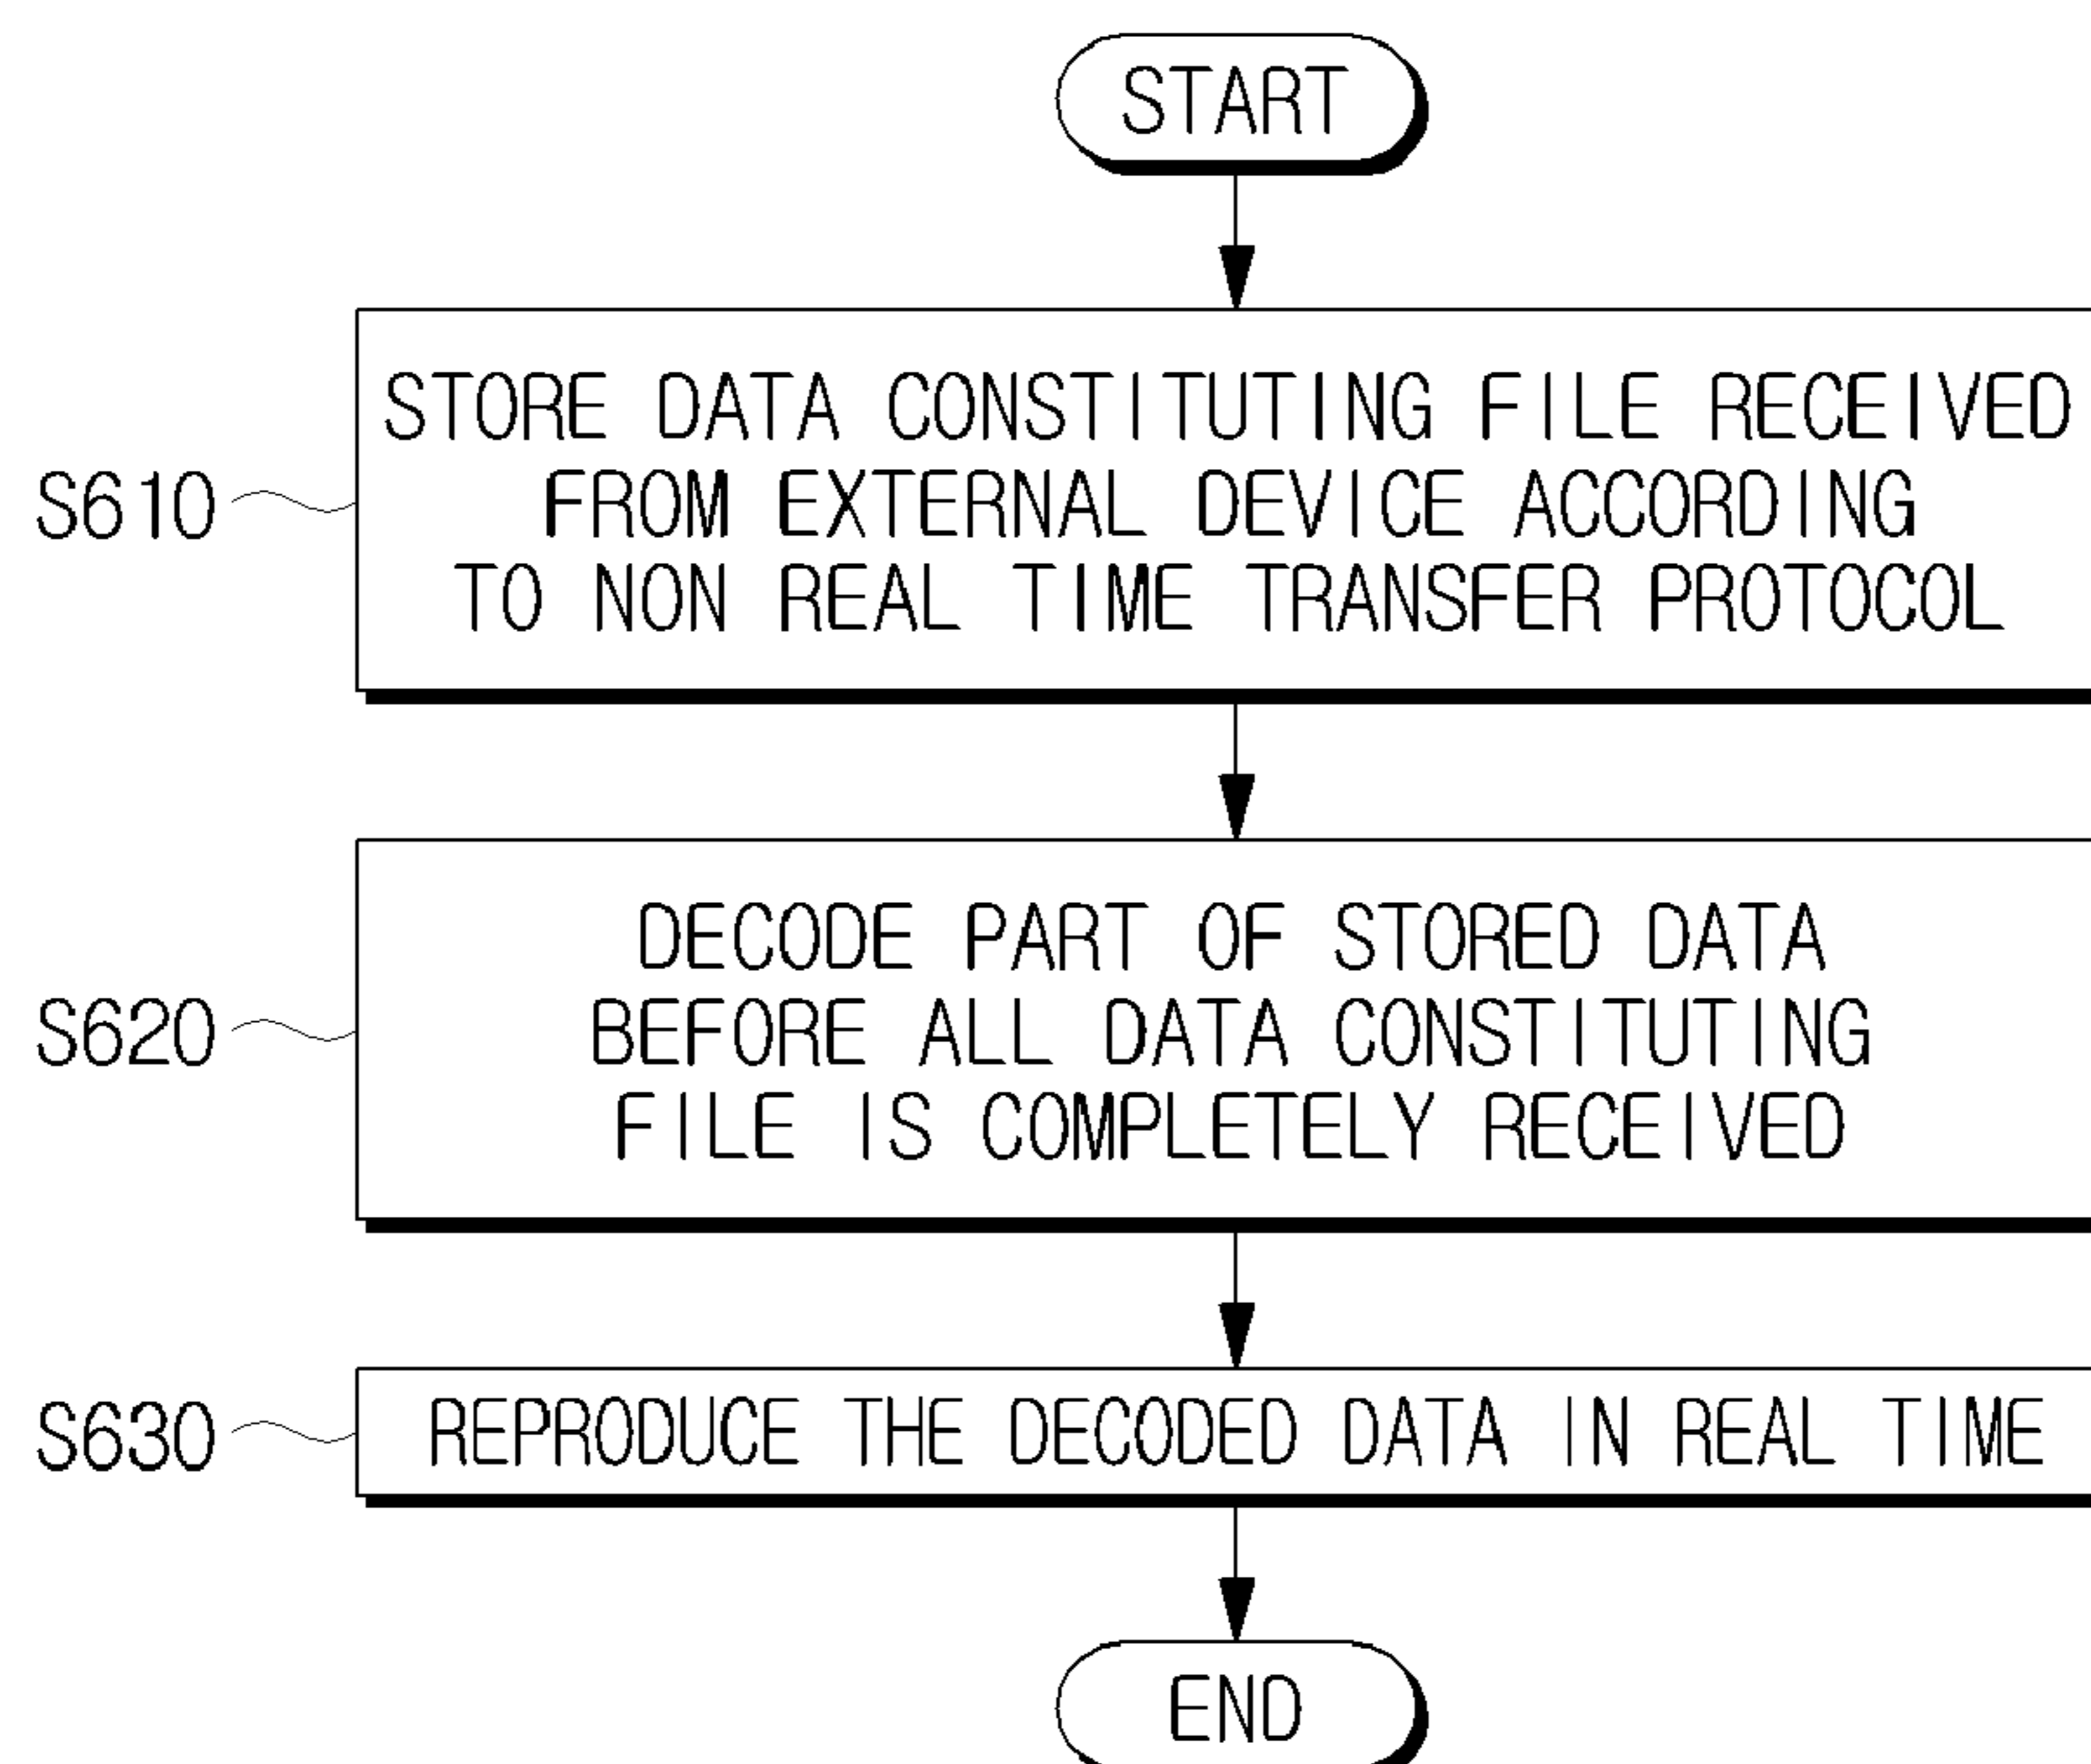 START
STORE DATA CONSTITUTING FILE RECEIVED
FROM EXTERNAL DEVICE ACCORDING
S610
TO NON REAL TIME TRANSFER PROTOCOL
DECODE PART OF STORED DATA
S620
BEFORE ALL DATA CONSTITUTING
FILE IS COMPLETELY RECEIVED
S630
REPRODUCE THE DECODED DATA IN REAL TIME
END